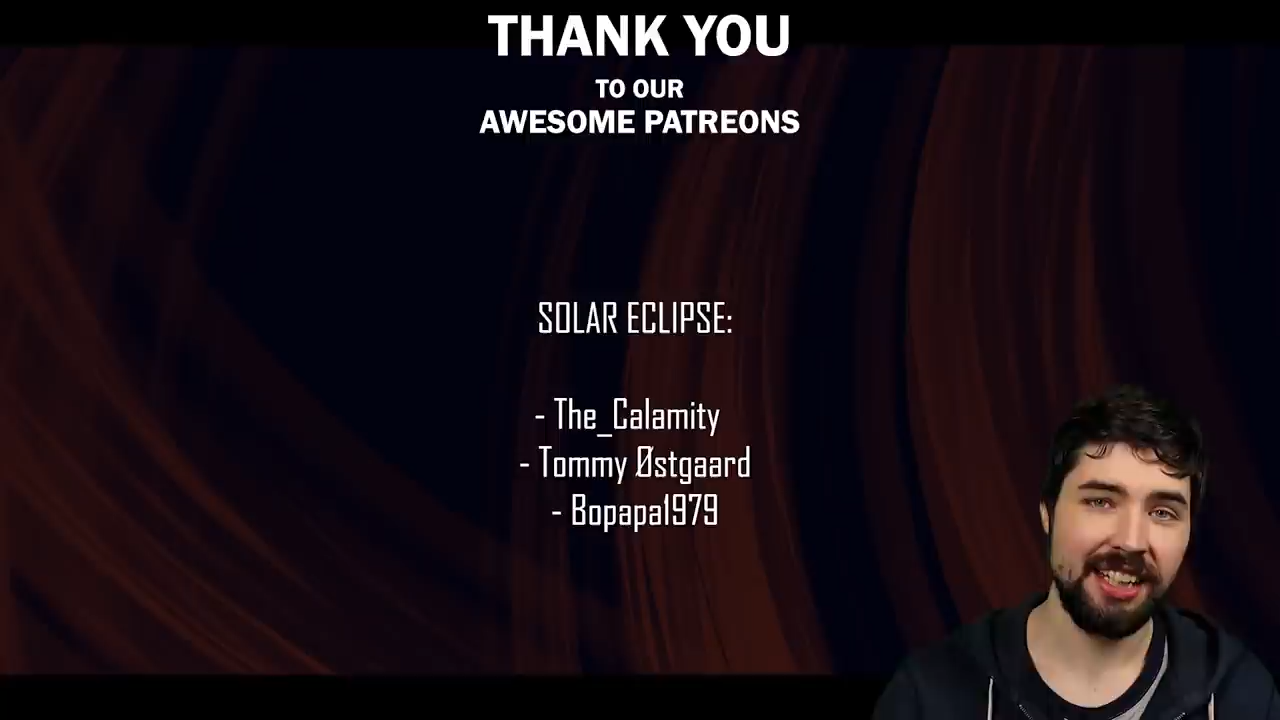 THANK YOU
TO OUR
AWESOME PATREONS
SOLAR ECLIPSE:
- The_Calamity
- Tommy Østgaard
- Bopapa1979